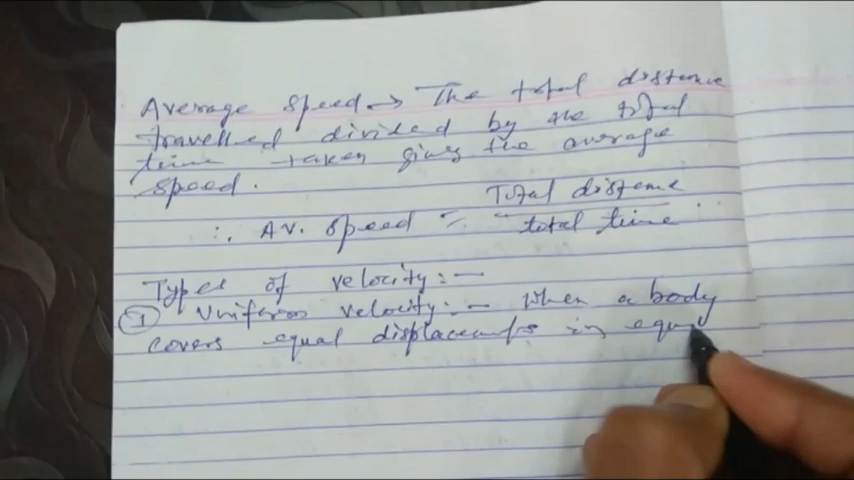 Average speed → The total distance
travelled divided by the total
time taken gives the average
speed.
Total distance
∴ Av. speed =
total time
Types of velocity:—
① Uniform velocity:— When a body
covers equal displacements in equ